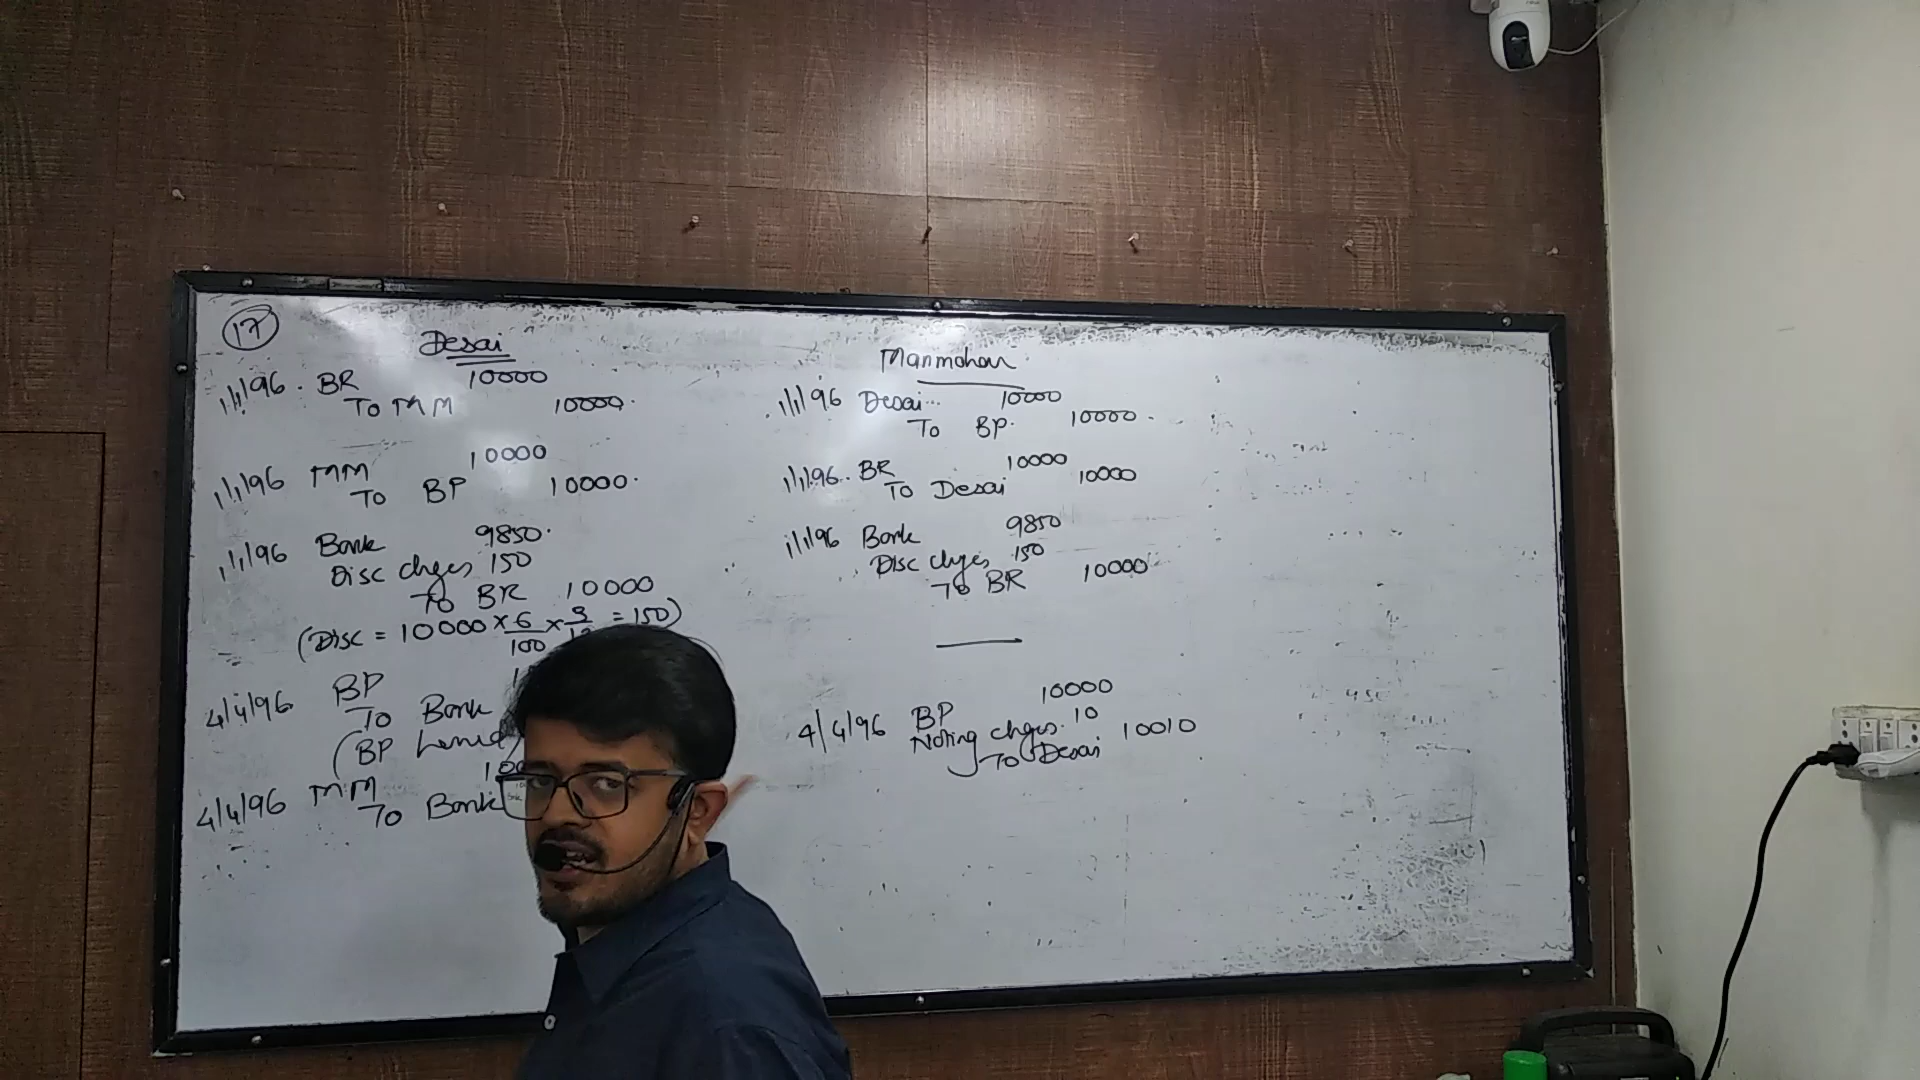 17
Desai
1/1/96. BR 10000
To MM 10000.
1/1/96 MM 10000
To BP 10000.
1/1/96 Bank 9850.
Disc chges 150
To BR 10000
(Disc = 10000 × 6/100 × 3/ = 150)
4/4/96 BP
To Bank
(BP
4/4/96 MM
To Bank
Manmohan
1/1/96 Desai 10000
To BP. 10000
1/1/96.. BR 10000
To Desai 10000
1/1/96 Bank 9850
Disc chges 150
To BR 10000
4/4/96 BP 10000
Noting chges. 10
To Desai 10010